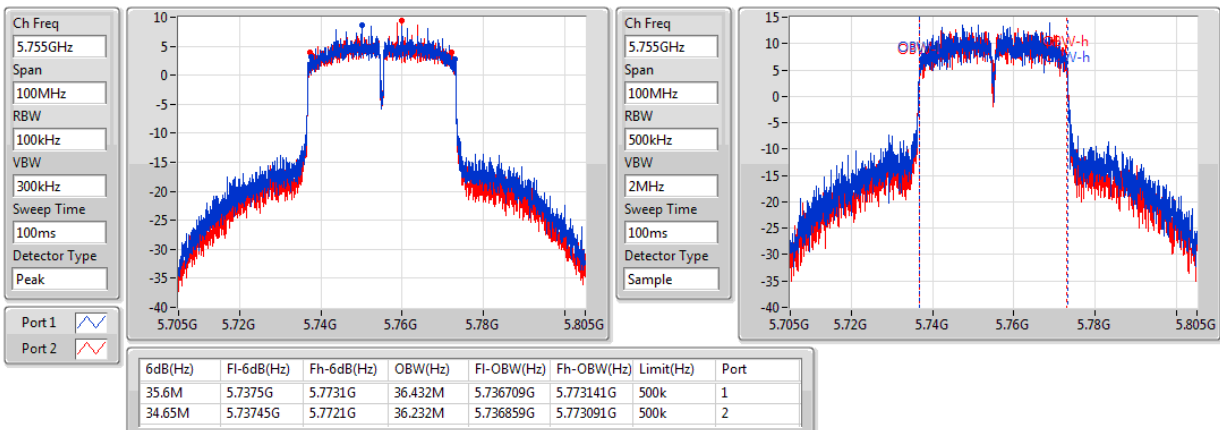 Ch Freq
5.755GHz
Span
100MHz
RBW
100kHz
VBW
300kHz
Sweep Time
100ms
Detector Type
Peak
Port 1
Port 2
10
5
0
-5
-10
-15
-20
-25
-30
-35
-40
5.705G 5.72G 5.74G 5.76G 5.78G 5.805G
Ch Freq
5.755GHz
Span
100MHz
RBW
500kHz
VBW
2MHz
Sweep Time
100ms
Detector Type
Sample
15
10
5
0
-5
-10
-15
-20
-25
-30
-35
-40
5.705G 5.72G 5.74G 5.76G 5.78G 5.805G
6dB(Hz) Fl-6dB(Hz) Fh-6dB(Hz) OBW(Hz) Fl-OBW(Hz) Fh-OBW(Hz) Limit(Hz) Port
35.6M 5.7375G 5.7731G 36.432M 5.736709G 5.773141G 500k 1
34.65M 5.73745G 5.7721G 36.232M 5.736859G 5.773091G 500k 2